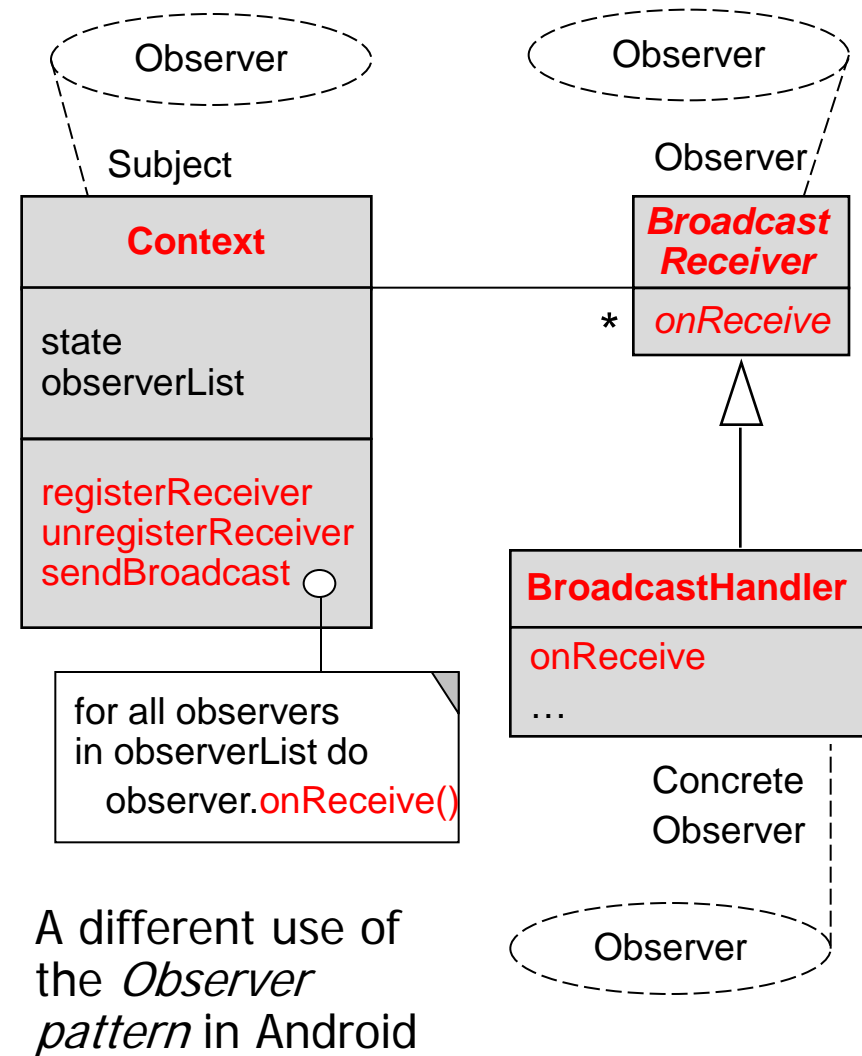 Observer
Observer
Subject
Observer
Context
Broadcast
Receiver
state
observerList
*
onReceive
registerReceiver
unregisterReceiver
sendBroadcast
BroadcastHandler
onReceive
…
for all observers
in observerList do
observer.onReceive()
Concrete
Observer
Observer
A different use of
the Observer
pattern in Android